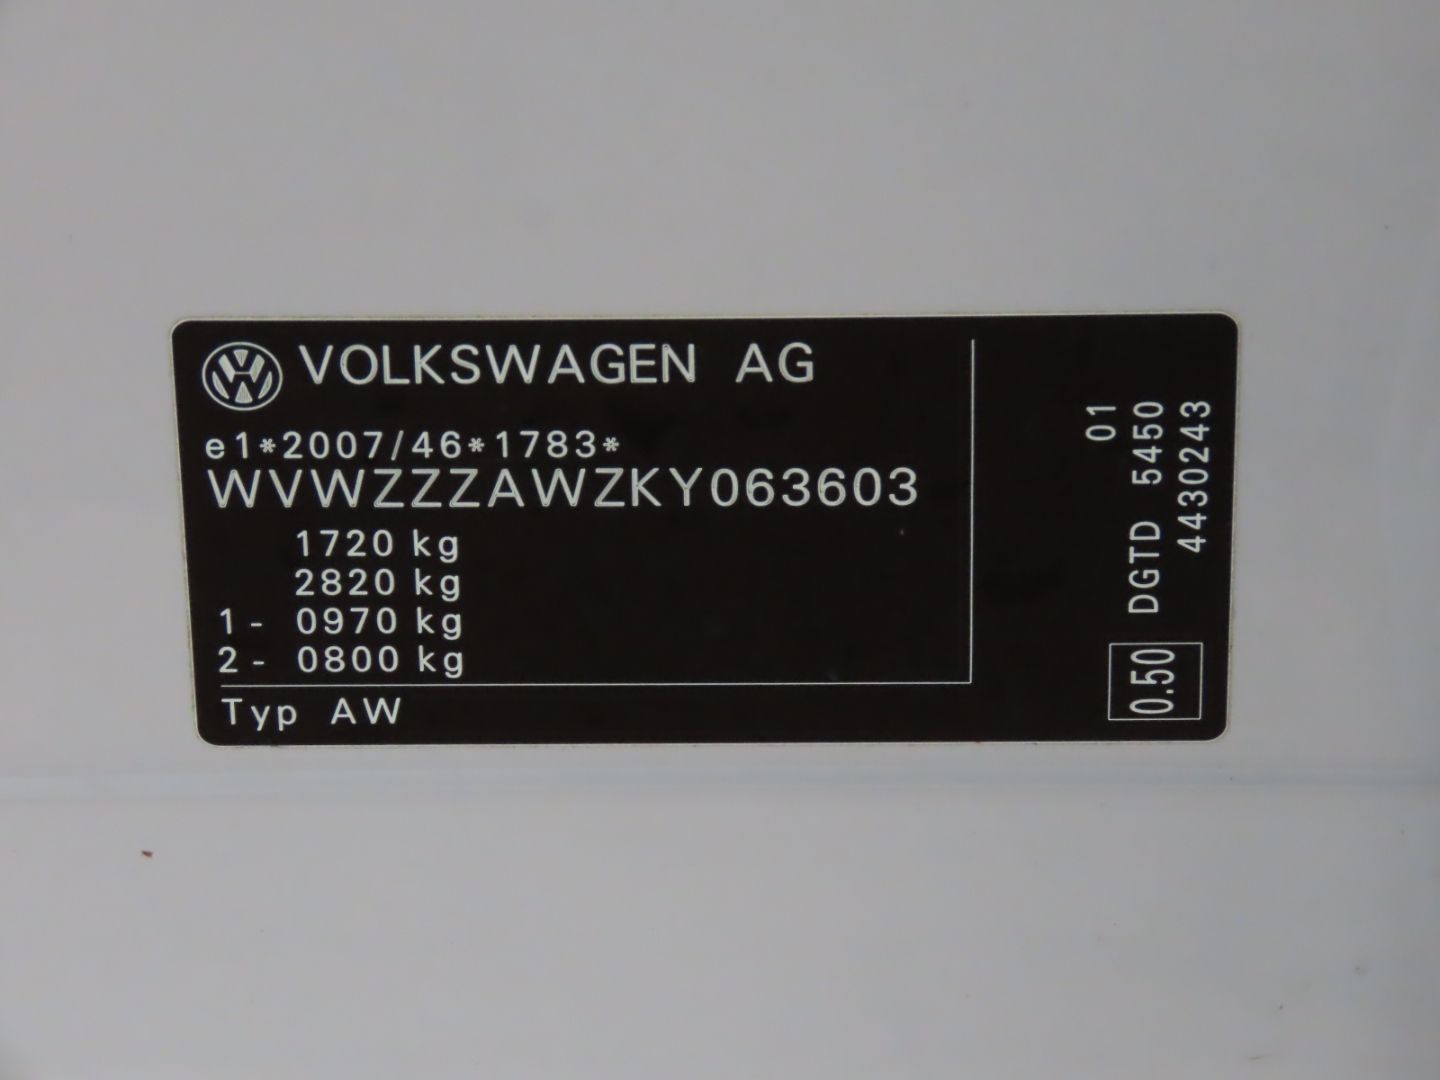 VOLKSWAGEN AG
e1*2007/46*1783*
WVWZZZAWZKY063603
1720 kg
2820 kg
1- 0970 kg
2- 0800 kg
Typ AW
01
DGTD 5450
4430243
0.50